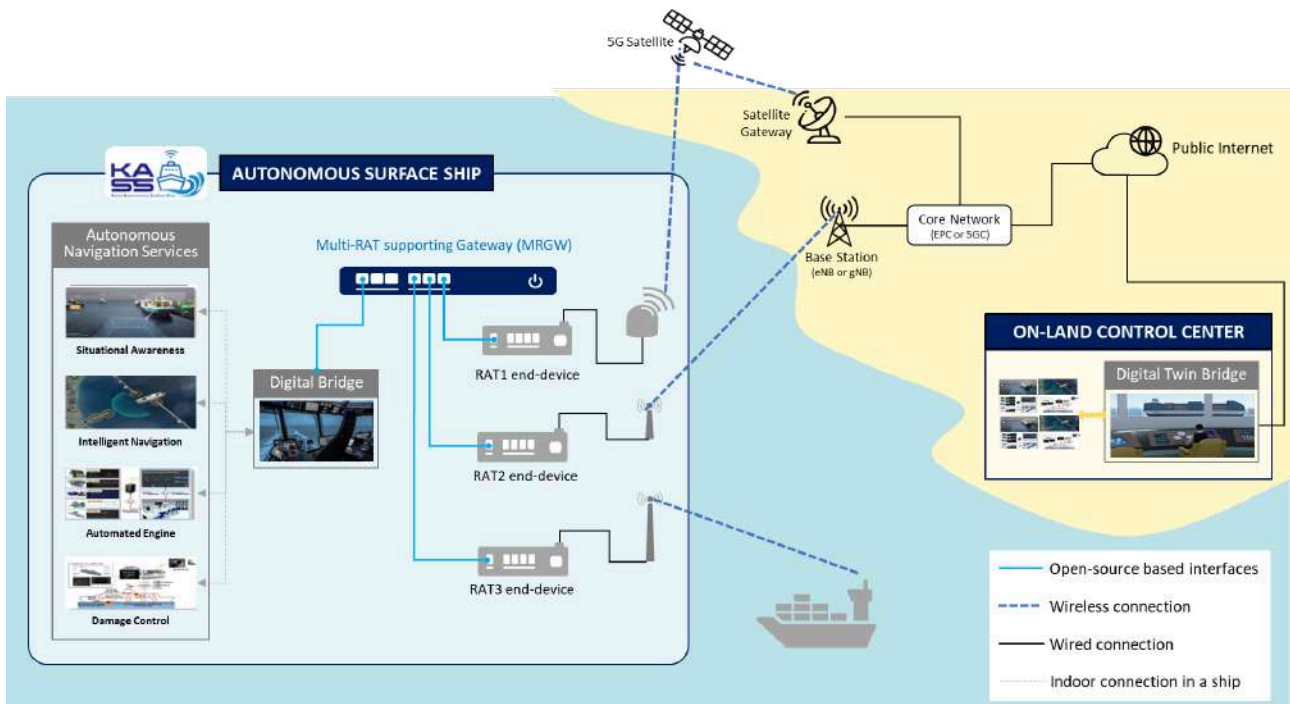 5G Satellite
Satellite
Gateway
Public Internet
KASS
AUTONOMOUS SURFACE SHIP
Core Network
(EPC or 5GC)
Base Station
(eNB or gNB)
Autonomous
Navigation Services
Multi-RAT supporting Gateway (MRGW)
Situational Awareness
RAT1 end-device
ON-LAND CONTROL CENTER
Digital Bridge
Digital Twin Bridge
Intelligent Navigation
RAT2 end-device
Automated Engine
RAT3 end-device
Damage Control
Open-source based interfaces
Wireless connection
Wired connection
Indoor connection in a ship